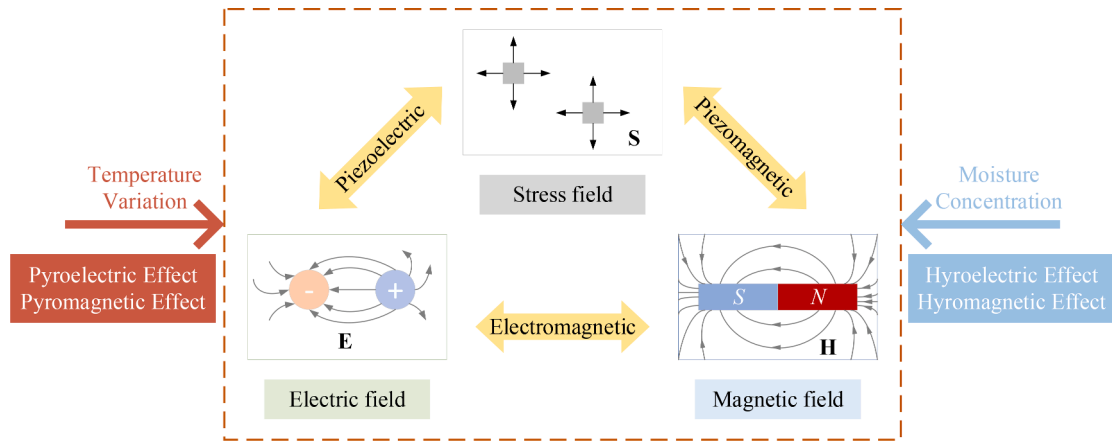 S
Stress field
Piezoelectric
Piezomagnetic
Temperature
Variation
Pyroelectric Effect
Pyromagnetic Effect
Moisture
Concentration
Hyroelectric Effect
Hyromagnetic Effect
- +
E
Electric field
Electromagnetic
S N
H
Magnetic field